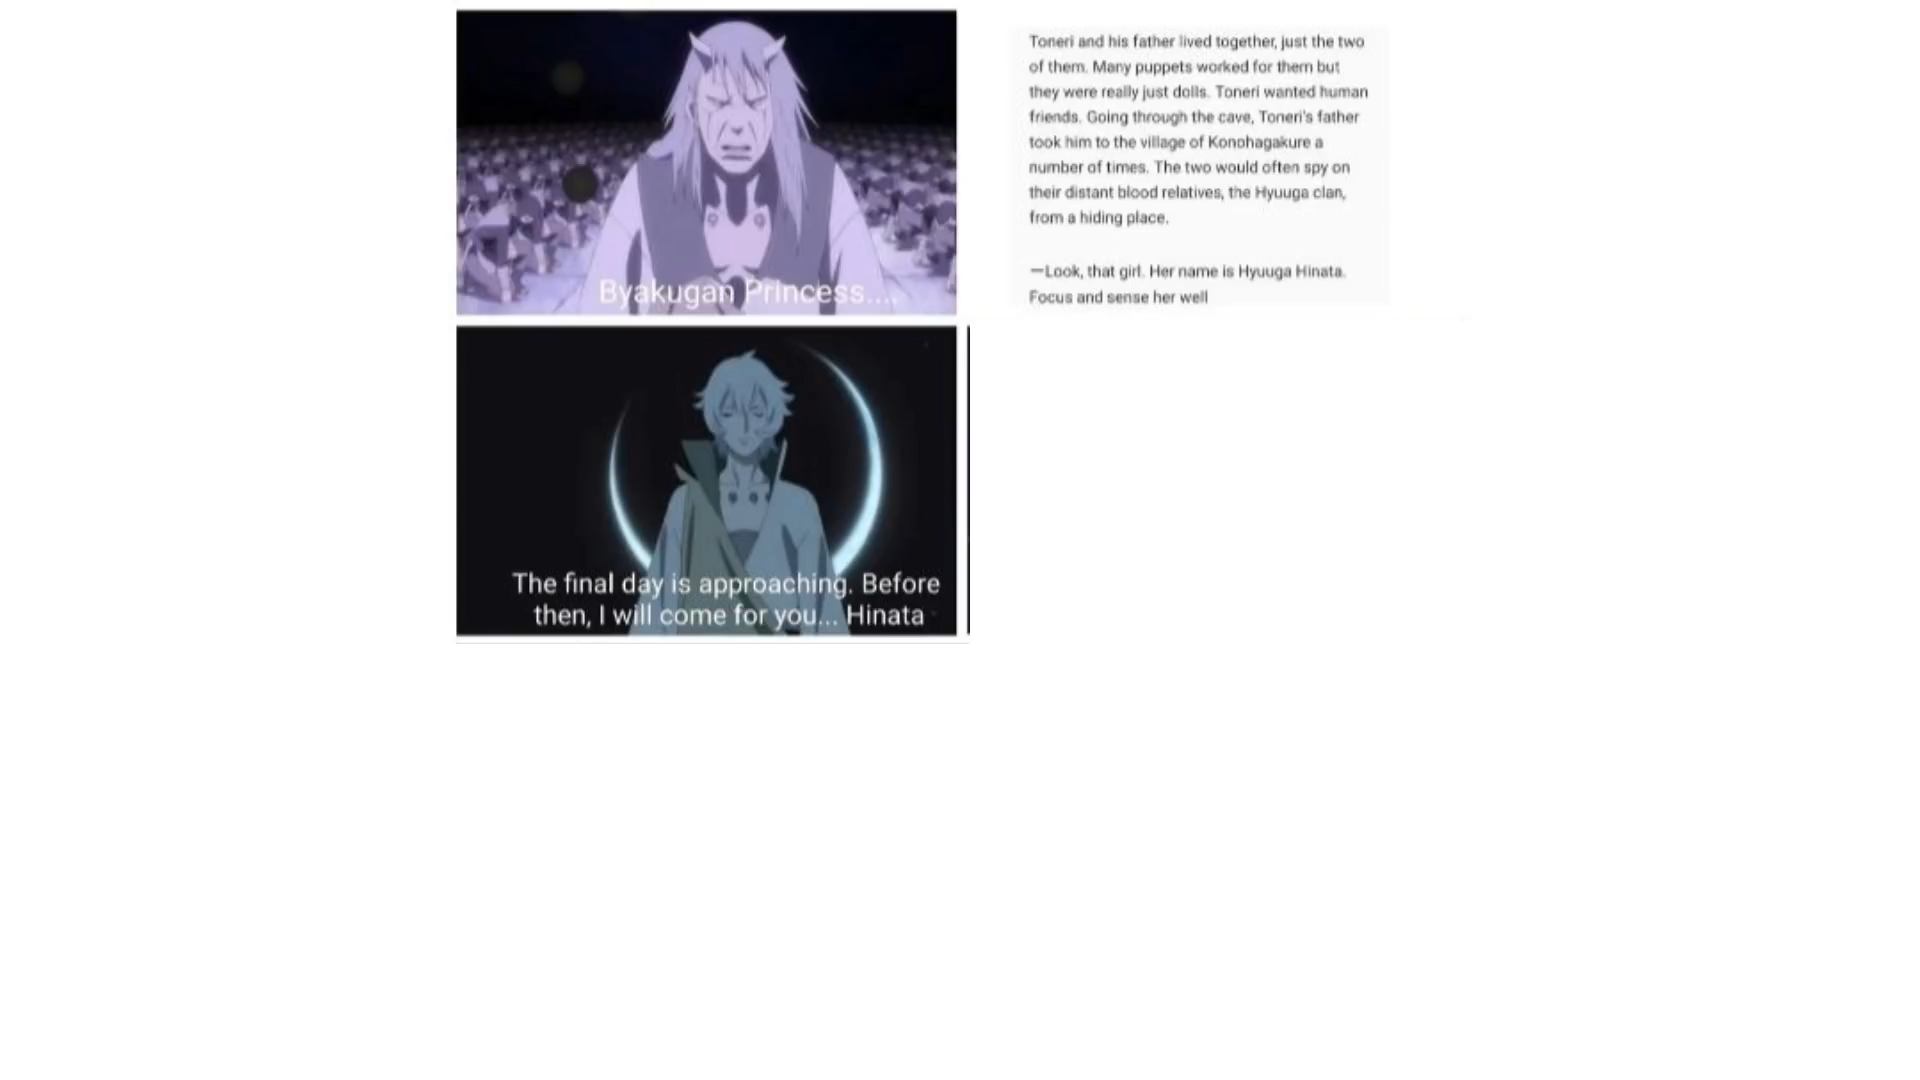 Byakugan Princess....
Toneri and his father lived together, just the two
of them. Many puppets worked for them but
they were really just dolls. Toneri wanted human
friends. Going through the cave, Toneri's father
took him to the village of Konohagakure a
number of times. The two would often spy on
their distant blood relatives, the Hyuuga clan,
from a hiding place.
—Look, that girl. Her name is Hyuuga Hinata.
Focus and sense her well
The final day is approaching. Before
then, I will come for you... Hinata